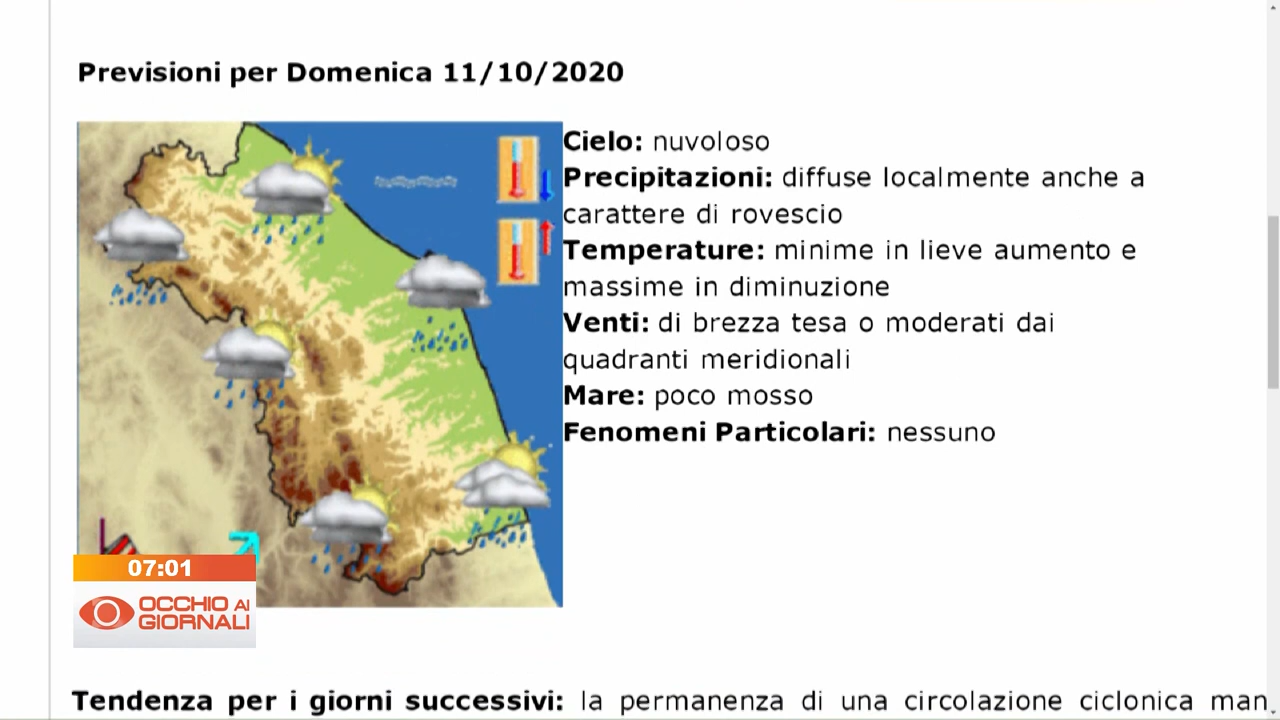 Previsioni per Domenica 11/10/2020
Cielo: nuvoloso
Precipitazioni: diffuse localmente anche a
carattere di rovescio
Temperature: minime in lieve aumento e
massime in diminuzione
Venti: di brezza tesa o moderati dai
quadranti meridionali
Mare: poco mosso
Fenomeni Particolari: nessuno
07:01
OCCHIO AI
GIORNALI
Tendenza per i giorni successivi: la permanenza di una circolazione ciclonica man